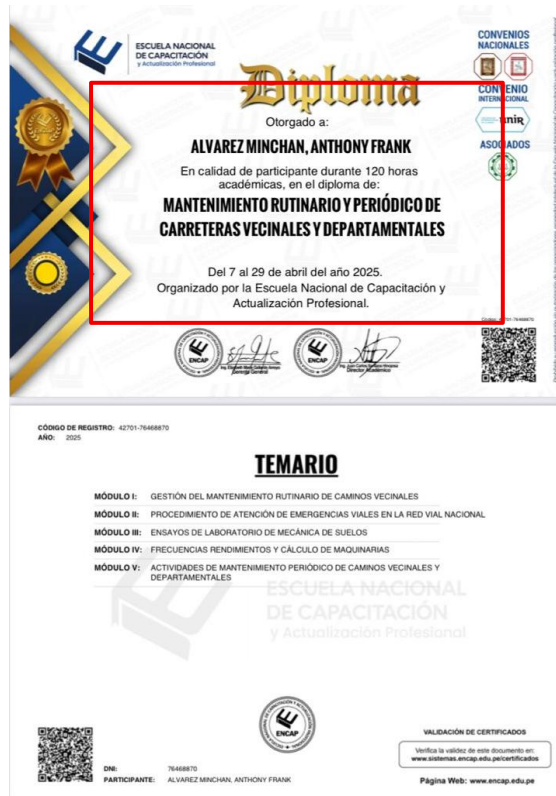 ESCUELA NACIONAL
DE CAPACITACIÓN
y Actualización Profesional
CONVENIOS
NACIONALES
CONVENIO
INTERNACIONAL
unir
ASOCIADOS
Diploma
Otorgado a:
ALVAREZ MINCHAN, ANTHONY FRANK
En calidad de participante durante 120 horas
académicas, en el diploma de:
MANTENIMIENTO RUTINARIO Y PERIÓDICO DE
CARRETERAS VECINALES Y DEPARTAMENTALES
Del 7 al 29 de abril del año 2025.
Organizado por la Escuela Nacional de Capacitación y
Actualización Profesional.
ENCAP
Gerente General
ENCAP
Director Académico
CÓDIGO DE REGISTRO: 42701-76468870
AÑO: 2025
TEMARIO
MÓDULO I: GESTIÓN DEL MANTENIMIENTO RUTINARIO DE CAMINOS VECINALES
MÓDULO II: PROCEDIMIENTO DE ATENCIÓN DE EMERGENCIAS VIALES EN LA RED VIAL NACIONAL
MÓDULO III: ENSAYOS DE LABORATORIO DE MECÁNICA DE SUELOS
MÓDULO IV: FRECUENCIAS RENDIMIENTOS Y CÁLCULO DE MAQUINARIAS
MÓDULO V: ACTIVIDADES DE MANTENIMIENTO PERIÓDICO DE CAMINOS VECINALES Y
DEPARTAMENTALES
ESCUELA NACIONAL
DE CAPACITACIÓN
y Actualización Profesional
ENCAP
DNI: 76468870
PARTICIPANTE: ALVAREZ MINCHAN, ANTHONY FRANK
VALIDACIÓN DE CERTIFICADOS
Verifica la validez de este documento en:
www.sistemas.encap.edu.pe/certificados
Página Web: www.encap.edu.pe